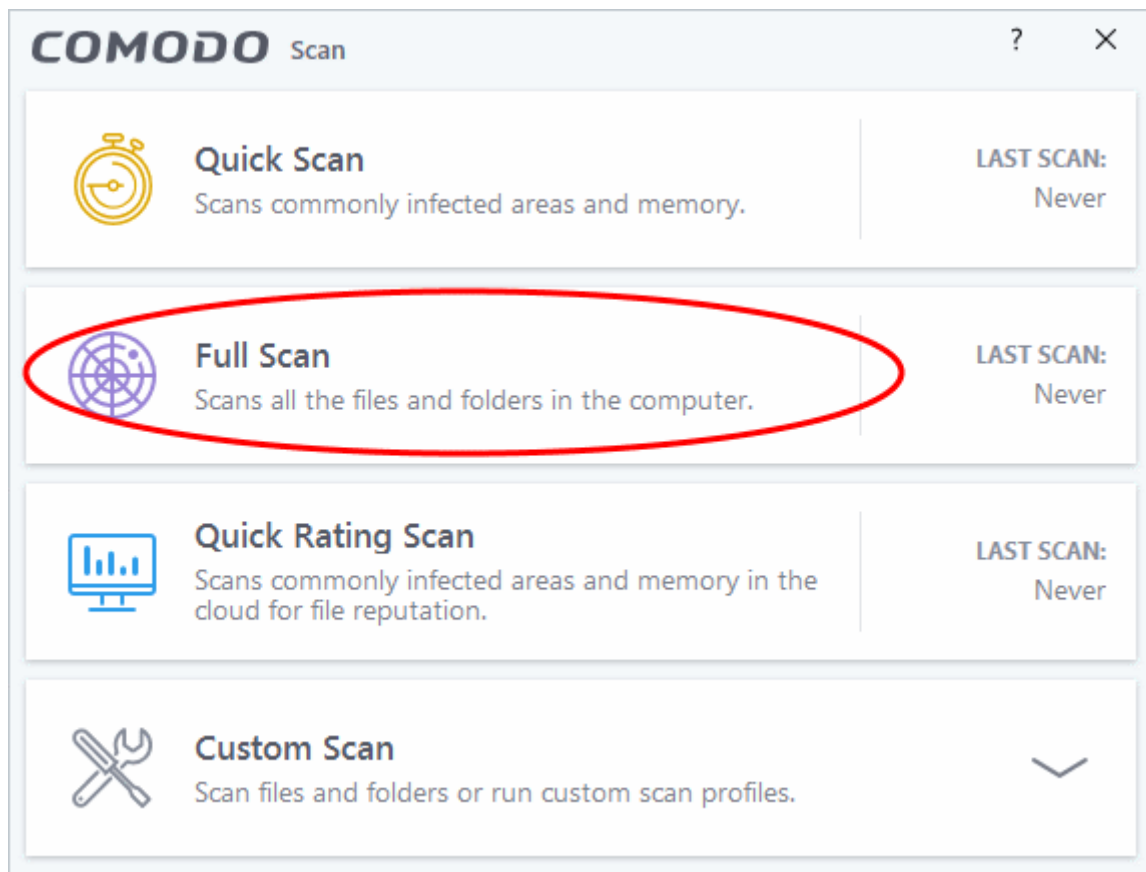 COMODO Scan
?
Quick Scan
Scans commonly infected areas and memory.
LAST SCAN:
Never
Full Scan
Scans all the files and folders in the computer.
LAST SCAN:
Never
Quick Rating Scan
Scans commonly infected areas and memory in the
cloud for file reputation.
LAST SCAN:
Never
Custom Scan
Scan files and folders or run custom scan profiles.